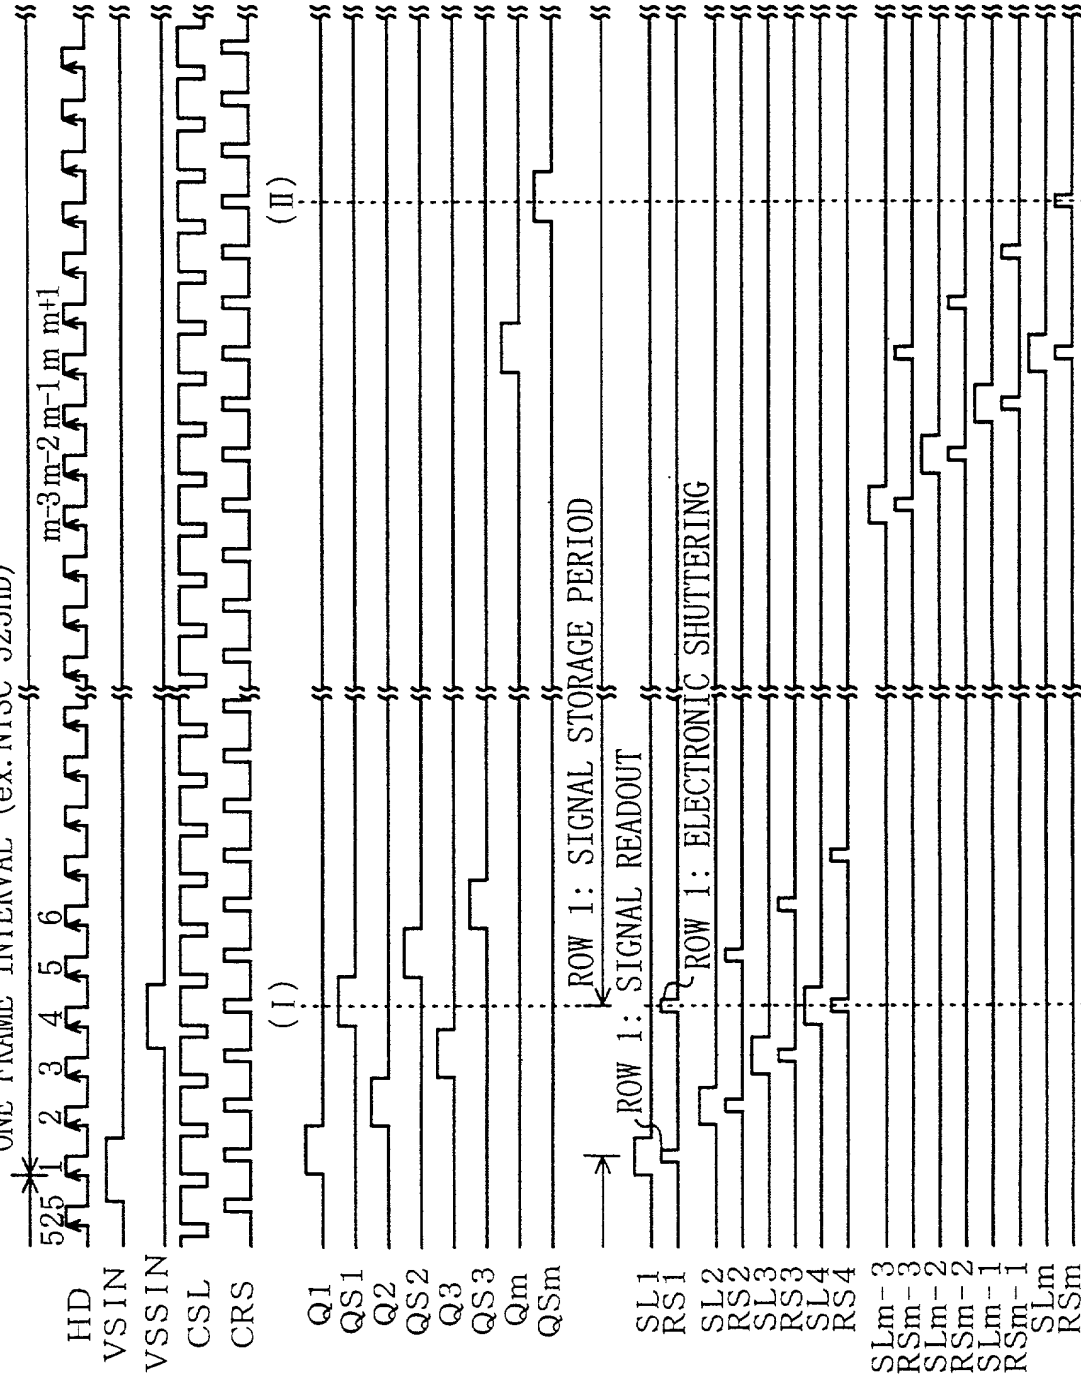 ONE FRAME INTERVAL (ex. NTSC 525HD)
525 1 2 3 4 5 6 m-3 m-2 m-1 m m+1
HD
VSIN
VSSIN
CSL
CRS
(I) (II)
Q1
QS1
Q2
QS2
Q3
QS3
Qm
QSm
ROW 1: SIGNAL STORAGE PERIOD
ROW 1: SIGNAL READOUT
SL1
RS1
ROW 1: ELECTRONIC SHUTTERING
SL2
RS2
SL3
RS3
SL4
RS4
SLm-3
RSm-3
SLm-2
RSm-2
SLm-1
RSm-1
SLm
RSm